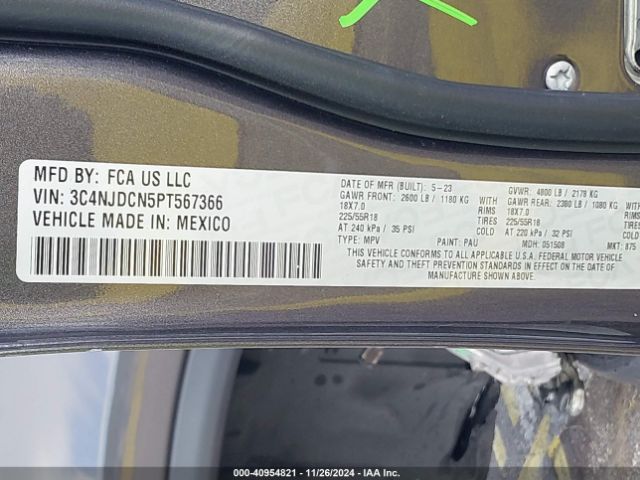 MFD BY: FCA US LLC
VIN: 3C4NJDCN5PT567366
VEHICLE MADE IN: MEXICO
DATE OF MFR (BUILT): 5-23 GVWR: 4800 LB / 2178 KG
GAWR FRONT: 2600 LB / 1180 KG WITH GAWR REAR: 2380 LB / 1080 KG
18X7.0 RIMS 18X7.0
225/55R18 TIRES 225/55R18
AT 240 kPa / 35 PSI COLD AT 220 kPa / 32 PSI
TYPE: MPV PAINT: PAU MDH: 051508 MKT: 875
THIS VEHICLE CONFORMS TO ALL APPLICABLE U.S.A. FEDERAL MOTOR VEHICLE
SAFETY AND THEFT PREVENTION STANDARDS IN EFFECT ON THE DATE OF
MANUFACTURE SHOWN ABOVE.
000-40954821 - 11/26/2024 - IAA Inc.